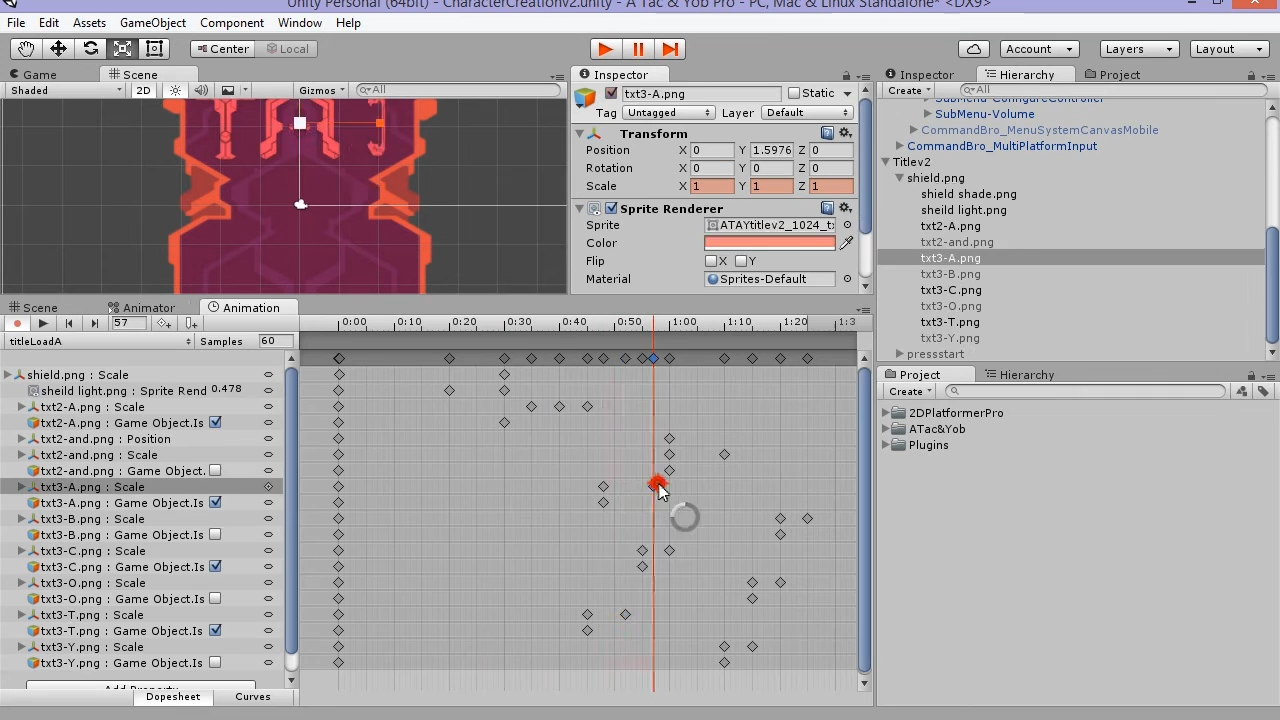 Unity Personal (64bit) - CharacterCreationv2.unity - A Tac & Yob Pro - PC, Mac & Linux Standalone* <DX9>
File Edit Assets GameObject Component Window Help
Center Local Account Layers Layout
Game Scene Inspector Inspector Hierarchy Project
Shaded 2D Gizmos All txt3-A.png Static Create All
Tag Untagged Layer Default SubMenu-ConfigureController
SubMenu-Volume
Transform CommandBro_MenuSystemCanvasMobile
Position X 0 Y 1.5976 Z 0 CommandBro_MultiPlatformInput
Rotation X 0 Y 0 Z 0 Titlev2
Scale X 1 Y 1 Z 1 shield.png
shield shade.png
Sprite Renderer sheild light.png
Sprite ATAYtitlev2_1024_t txt2-A.png
Color txt2-and.png
Flip X Y txt3-A.png
Material Sprites-Default txt3-B.png
txt3-C.png
Scene Animator Animation txt3-O.png
57 0:00 0:10 0:20 0:30 0:40 0:50 1:00 1:10 1:20 1:3 txt3-T.png
titleLoadA Samples 60 txt3-Y.png
pressstart
shield.png : Scale Project Hierarchy
sheild light.png : Sprite Rend 0.478 Create
txt2-A.png : Scale 2DPlatformerPro
txt2-A.png : Game Object.Is ATac&Yob
txt2-and.png : Position Plugins
txt2-and.png : Scale
txt2-and.png : Game Object.
txt3-A.png : Scale
txt3-A.png : Game Object.Is
txt3-B.png : Scale
txt3-B.png : Game Object.Is
txt3-C.png : Scale
txt3-C.png : Game Object.Is
txt3-O.png : Scale
txt3-O.png : Game Object.Is
txt3-T.png : Scale
txt3-T.png : Game Object.Is
txt3-Y.png : Scale
txt3-Y.png : Game Object.Is
Add Property
Dopesheet Curves